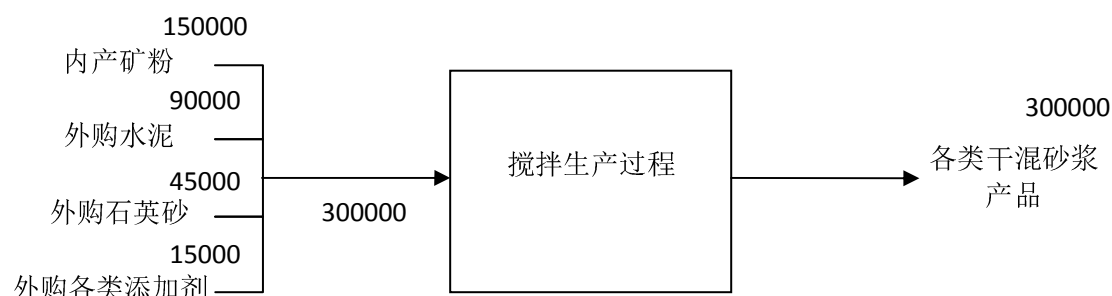 150000
内产矿粉
90000
外购水泥
45000
外购石英砂
15000
外购各类添加剂
300000
搅拌生产过程
300000
各类干混砂浆
产品